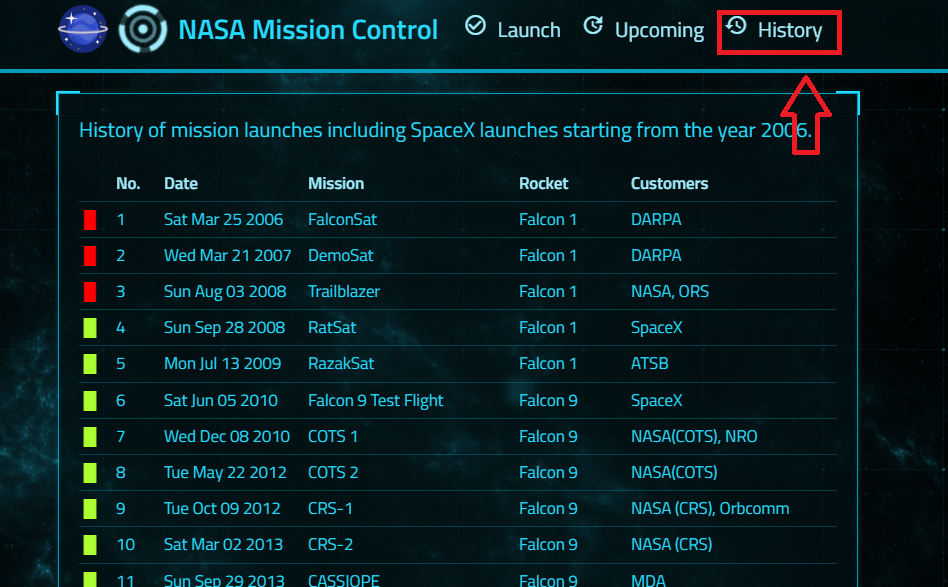 NASA Mission Control Launch Upcoming History
History of mission launches including SpaceX launches starting from the year 2006.
No. Date Mission Rocket Customers
1 Sat Mar 25 2006 FalconSat Falcon 1 DARPA
2 Wed Mar 21 2007 DemoSat Falcon 1 DARPA
3 Sun Aug 03 2008 Trailblazer Falcon 1 NASA, ORS
4 Sun Sep 28 2008 RatSat Falcon 1 SpaceX
5 Mon Jul 13 2009 RazakSat Falcon 1 ATSB
6 Sat Jun 05 2010 Falcon 9 Test Flight Falcon 9 SpaceX
7 Wed Dec 08 2010 COTS 1 Falcon 9 NASA(COTS), NRO
8 Tue May 22 2012 COTS 2 Falcon 9 NASA(COTS)
9 Tue Oct 09 2012 CRS-1 Falcon 9 NASA (CRS), Orbcomm
10 Sat Mar 02 2013 CRS-2 Falcon 9 NASA (CRS)
11 Sun Sep 29 2013 CASSIOPE Falcon 9 MDA